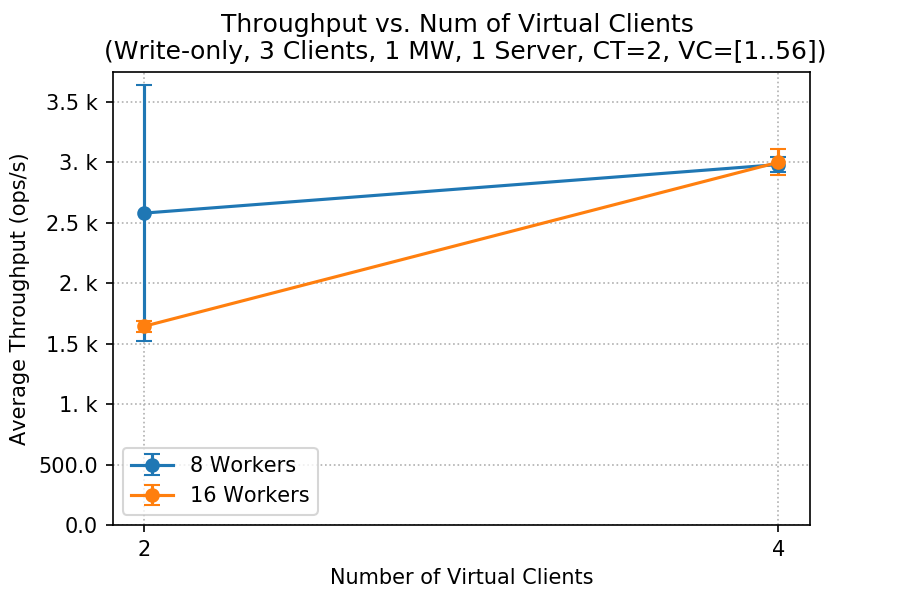 Throughput vs. Num of Virtual Clients
(Write-only, 3 Clients, 1 MW, 1 Server, CT=2, VC=[1..56])
Average Throughput (ops/s)
3.5 k
3. k
2.5 k
2. k
1.5 k
1. k
500.0
0.0
8 Workers
16 Workers
2
4
Number of Virtual Clients